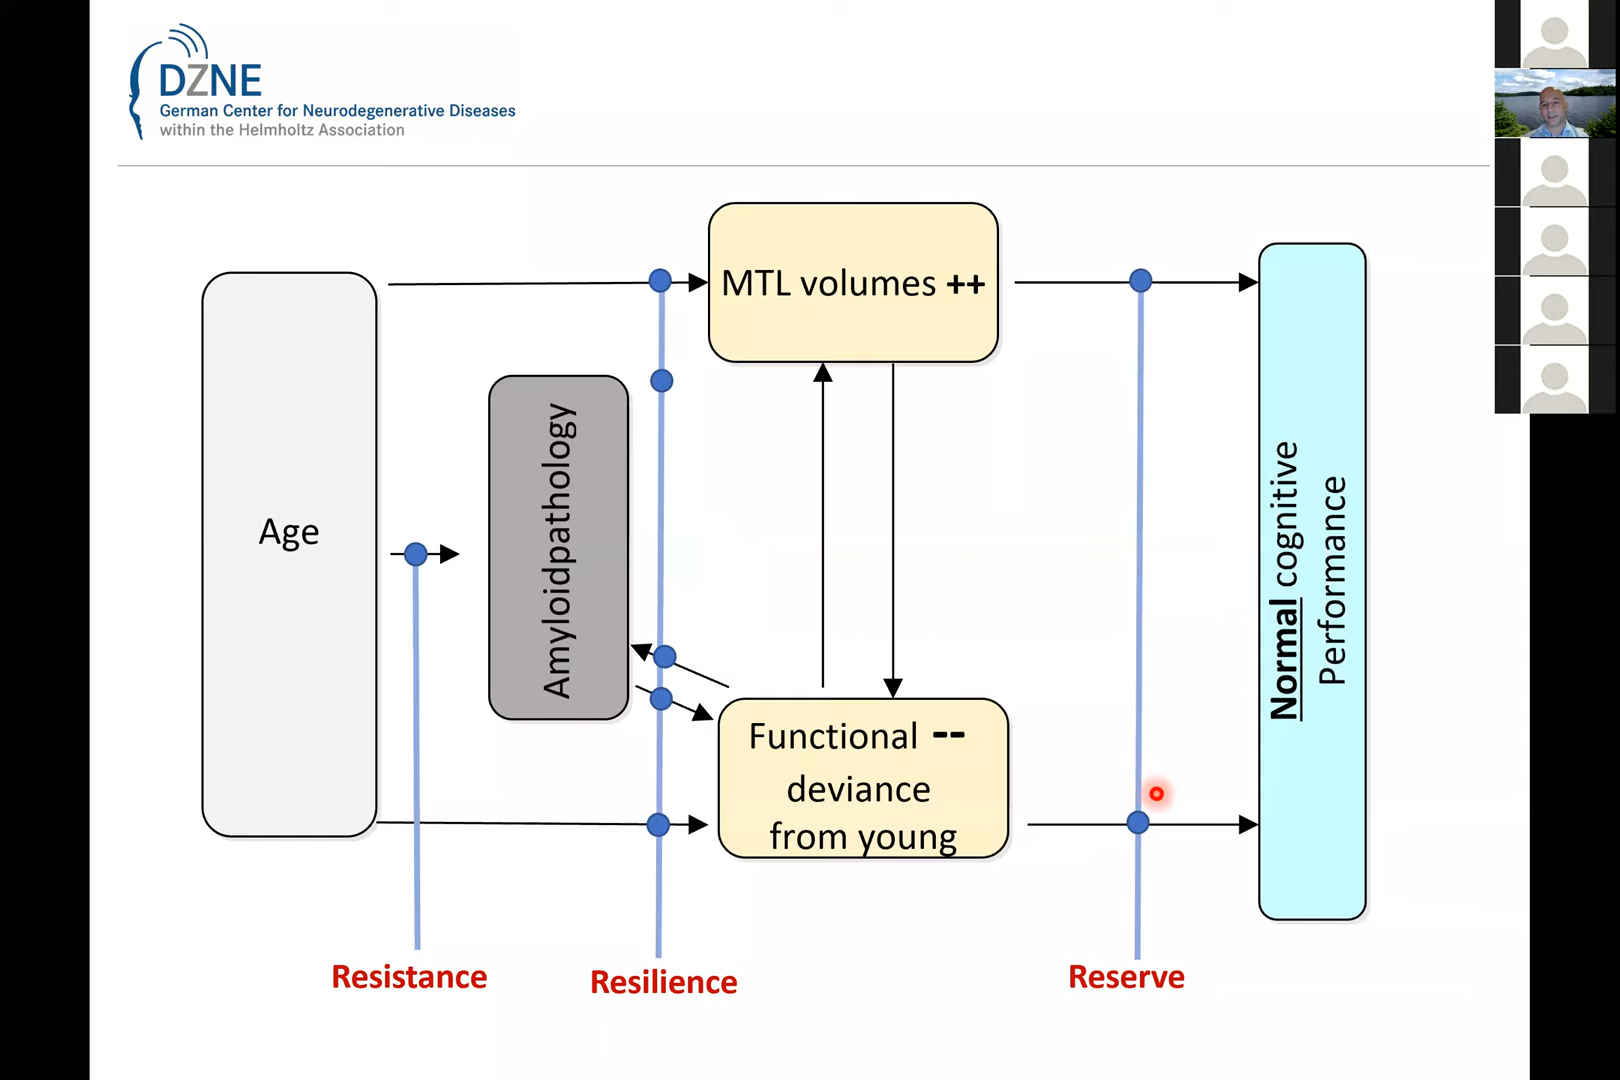 DZNE
German Center for Neurodegenerative Diseases
within the Helmholtz Association
MTL volumes ++
Age
Amyloidpathology
Functional --
deviance
from young
Normal cognitive
Performance
Resistance
Resilience
Reserve